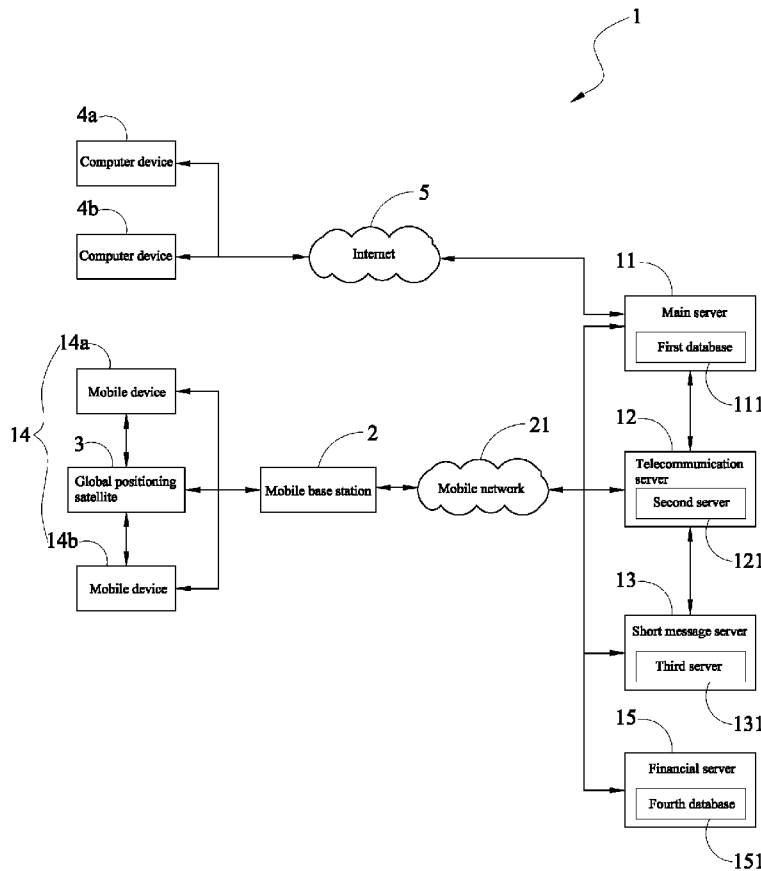 1
4a
Computer device
4b
Computer device
5
Internet
11
Main server
First database
111
14a
Mobile device
14
3
Global positioning
satellite
14b
Mobile device
2
Mobile base station
21
Mobile network
12
Telecommunication
server
Second server
121
13
Short message server
Third server
131
15
Financial server
Fourth database
151